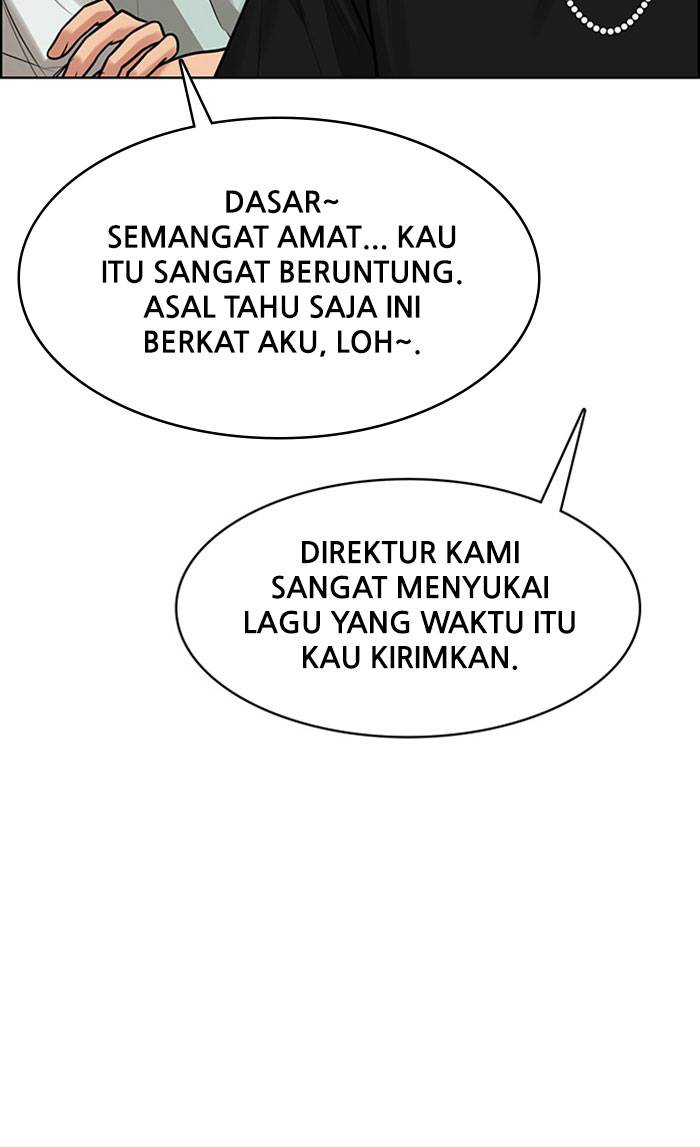 DASAR~
SEMANGAT AMAT... KAU
ITU SANGAT BERUNTUNG.
ASAL TAHU SAJA INI
BERKAT AKU, LOH~.
DIREKTUR KAMI
SANGAT MENYUKAI
LAGU YANG WAKTU ITU
KAU KIRIMKAN.